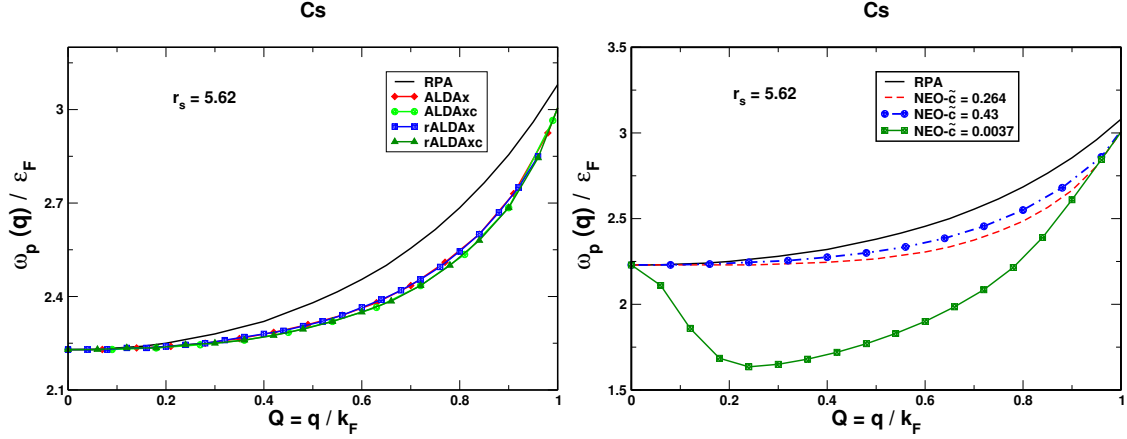 Cs
r_s = 5.62
RPA
ALDAx
ALDAxc
rALDAx
rALDAxc
3
2.7
2.4
2.1
ω_p (q) / ε_F
0 0.2 0.4 0.6 0.8 1
Q = q / k_F
Cs
r_s = 5.62
RPA
NEO-c̃ = 0.264
NEO-c̃ = 0.43
NEO-c̃ = 0.0037
3.5
3
2.5
2
1.5
ω_p (q) / ε_F
0 0.2 0.4 0.6 0.8 1
Q = q / k_F